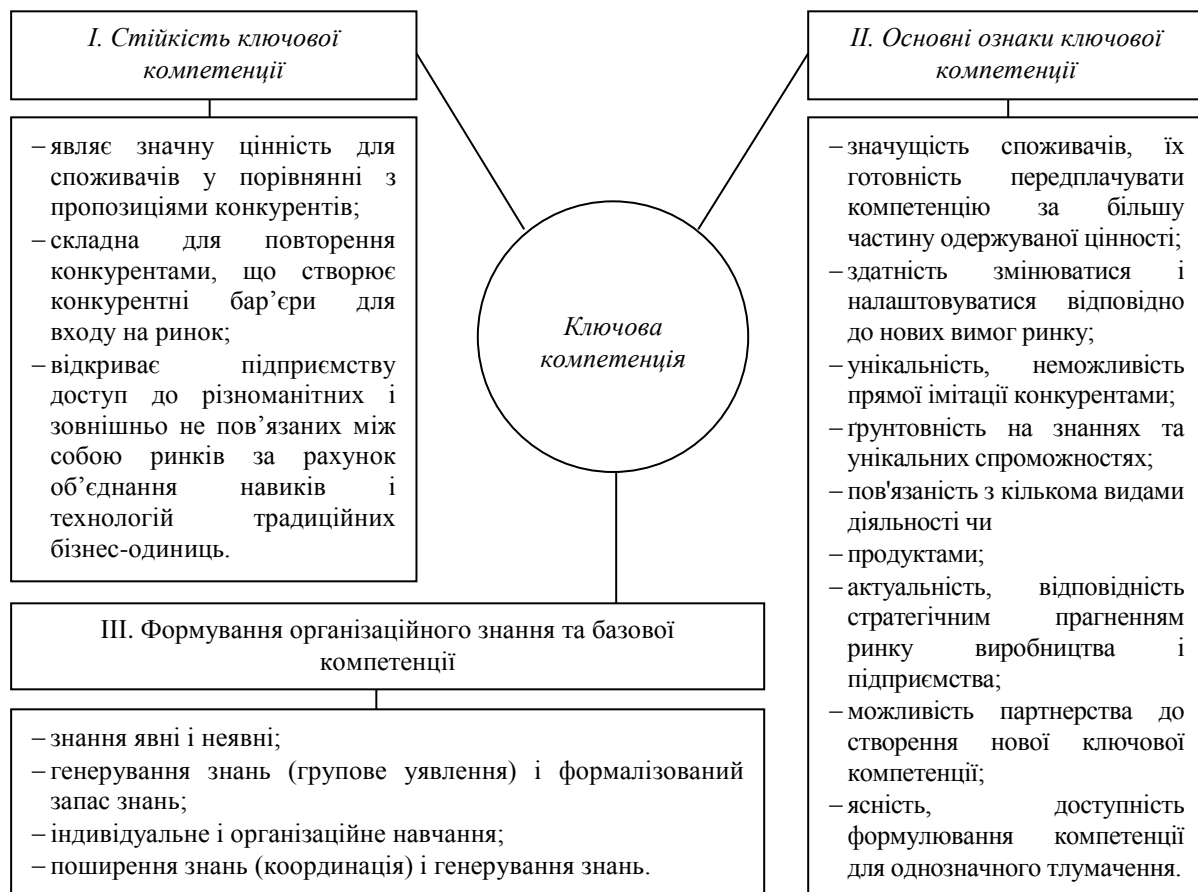 I. Стійкість ключової
компетенції
– являє значну цінність для
споживачів у порівнянні з
пропозиціями конкурентів;
– складна для повторення
конкурентами, що створює
конкурентні бар’єри для
входу на ринок;
– відкриває підприємству
доступ до різноманітних і
зовнішньо не пов’язаних між
собою ринків за рахунок
об’єднання навиків і
технологій традиційних
бізнес-одиниць.
II. Основні ознаки ключової
компетенції
– значущість споживачів, їх
готовність передплачувати
компетенцію за більшу
частину одержуваної цінності;
– здатність змінюватися і
налаштовуватися відповідно
до нових вимог ринку;
– унікальність, неможливість
прямої імітації конкурентами;
– ґрунтовність на знаннях та
унікальних спроможностях;
– пов'язаність з кількома видами
діяльності чи
– продуктами;
– актуальність, відповідність
стратегічним прагненням
ринку виробництва і
підприємства;
– можливість партнерства до
створення нової ключової
компетенції;
– ясність, доступність
формулювання компетенції
для однозначного тлумачення.
Ключова
компетенція
III. Формування організаційного знання та базової
компетенції
– знання явні і неявні;
– генерування знань (групове уявлення) і формалізований
запас знань;
– індивідуальне і організаційне навчання;
– поширення знань (координація) і генерування знань.